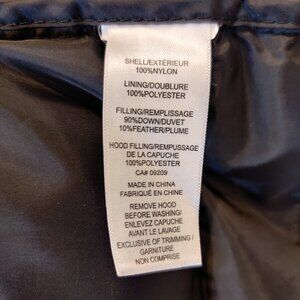 SHELL/EXTÉRIEUR
100%NYLON
LINING/DOUBLURE
100%POLYESTER
FILLING/REMPLISSAGE
90%DOWN/DUVET
10%FEATHER/PLUME
HOOD FILLING/REMPUSSAGE
DE LA CAPUCHE
100%POLYESTER
CA# 09209
MADE IN CHINA
FABRIQUÉ EN CHINE
REMOVE HOOD
BEFORE WASHING/
ENLEVEZ CAPUCHE
AVANT LE LAVAGE
EXCLUSIVE OF TRIMMING/
GARNITURE
NON COMPRISE